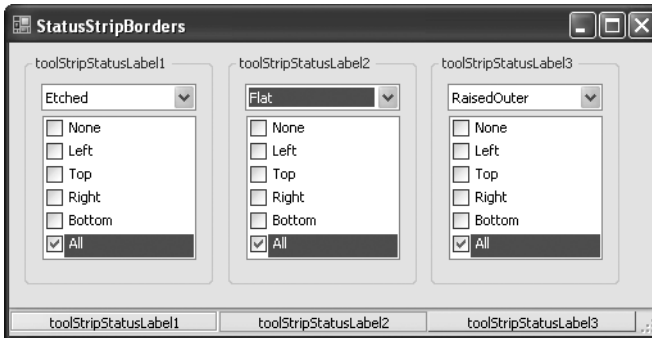 StatusStripBorders
toolStripStatusLabel1
Etched
None
Left
Top
Right
Bottom
All
toolStripStatusLabel2
Flat
None
Left
Top
Right
Bottom
All
toolStripStatusLabel3
RaisedOuter
None
Left
Top
Right
Bottom
All
toolStripStatusLabel1 toolStripStatusLabel2 toolStripStatusLabel3